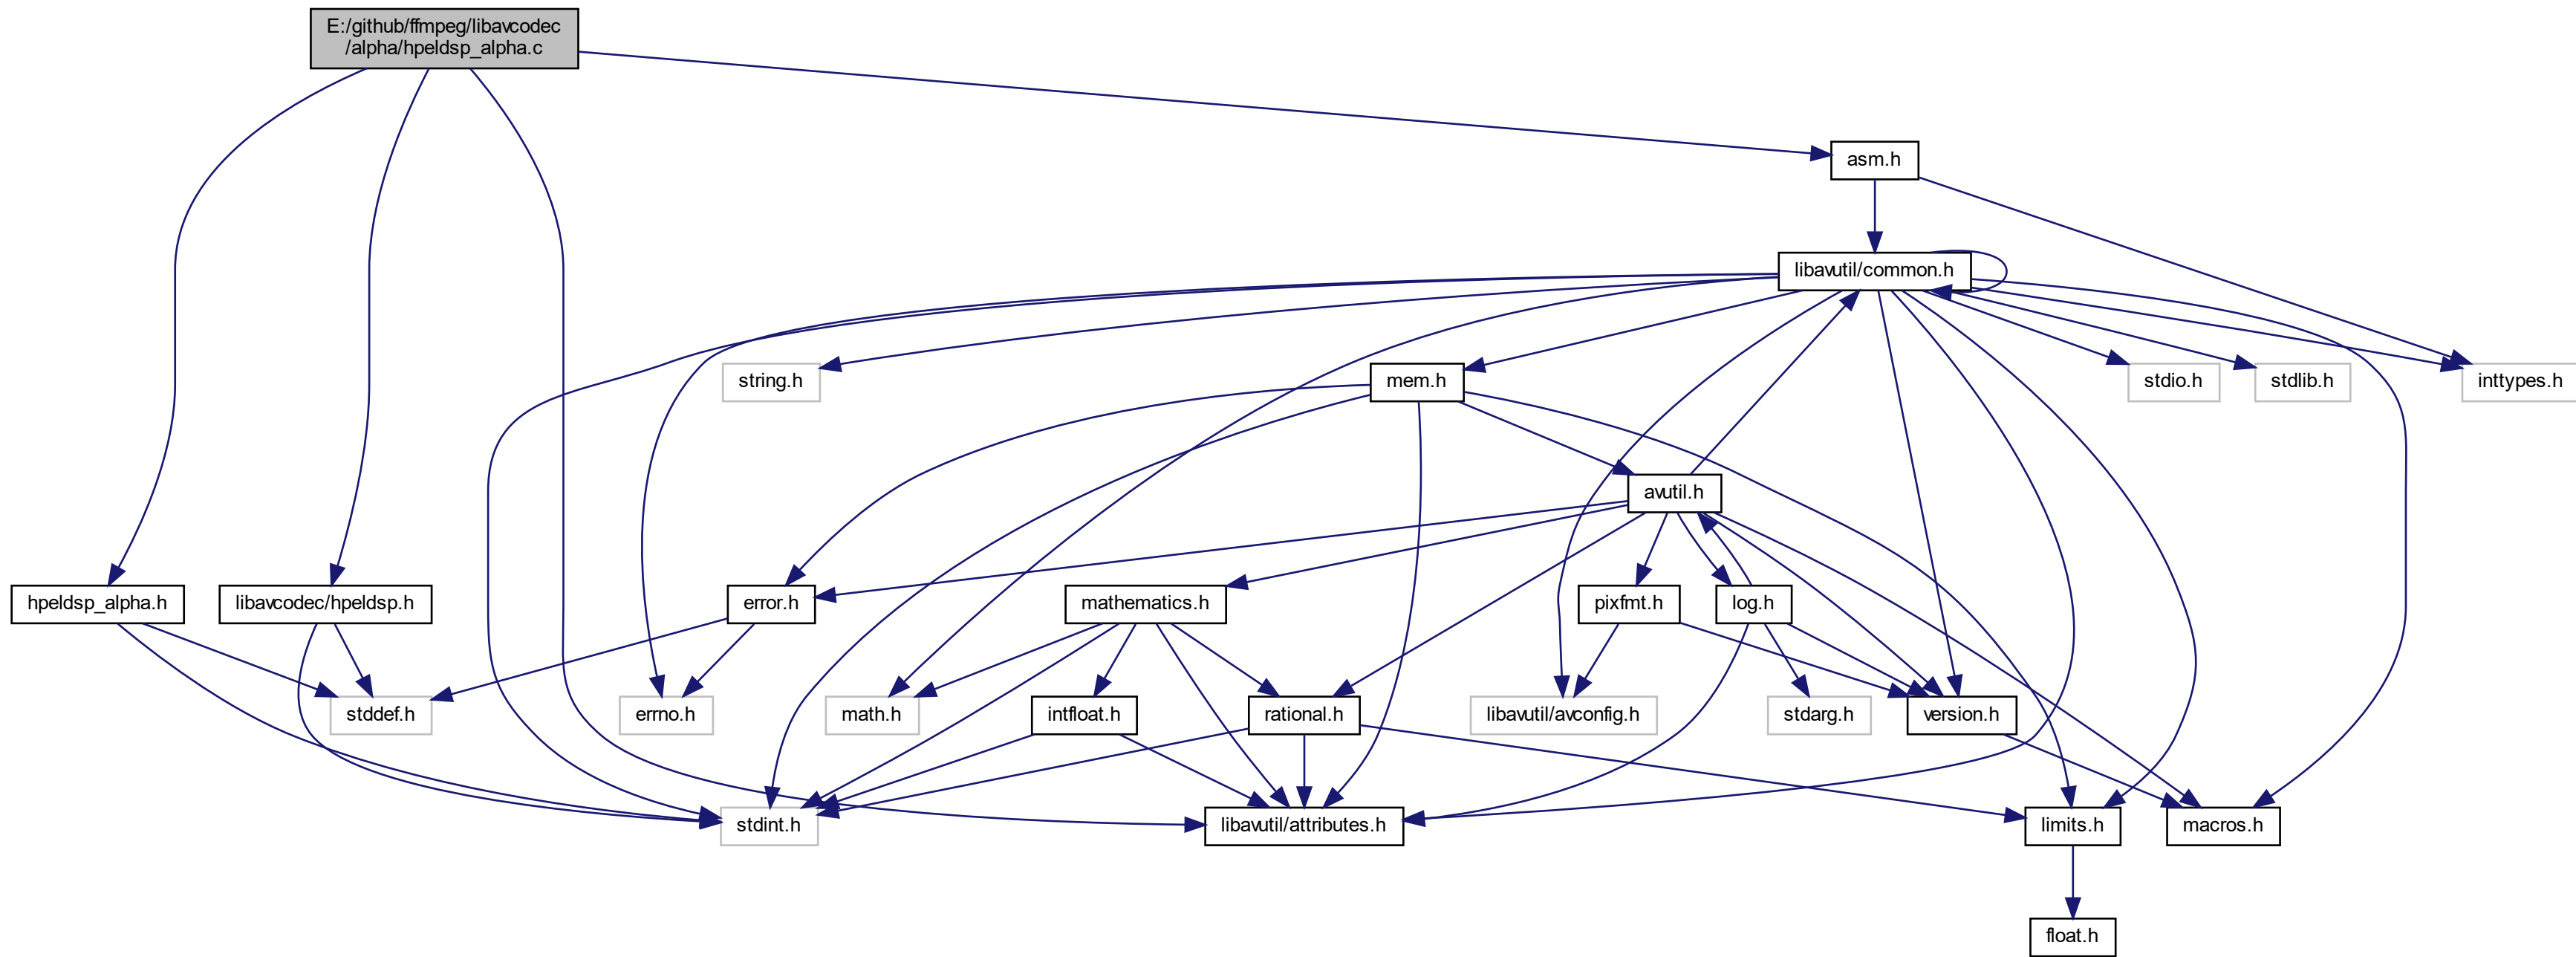 E:/github/ffmpeg/libavcodec
/alpha/hpeldsp_alpha.c
asm.h
libavutil/common.h
string.h
mem.h
stdio.h
stdlib.h
inttypes.h
avutil.h
hpeldsp_alpha.h
libavcodec/hpeldsp.h
error.h
mathematics.h
pixfmt.h
log.h
stddef.h
errno.h
math.h
intfloat.h
rational.h
libavutil/avconfig.h
stdarg.h
version.h
stdint.h
libavutil/attributes.h
limits.h
macros.h
float.h